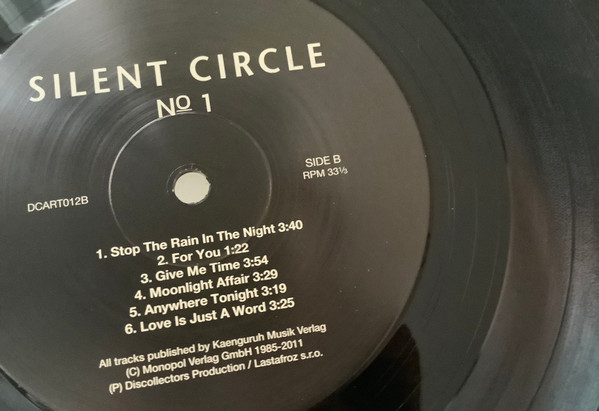 SILENT CIRCLE
Nº 1
SIDE B
RPM 33⅓
DCART012B
1. Stop The Rain In The Night 3:40
2. For You 1:22
3. Give Me Time 3:54
4. Moonlight Affair 3:29
5. Anywhere Tonight 3:19
6. Love Is Just A Word 3:25
All tracks published by Kaenguruh Musik Verlag
(C) Monopol Verlag GmbH 1985-2011
(P) Discollectors Production / Lastafroz s.r.o.